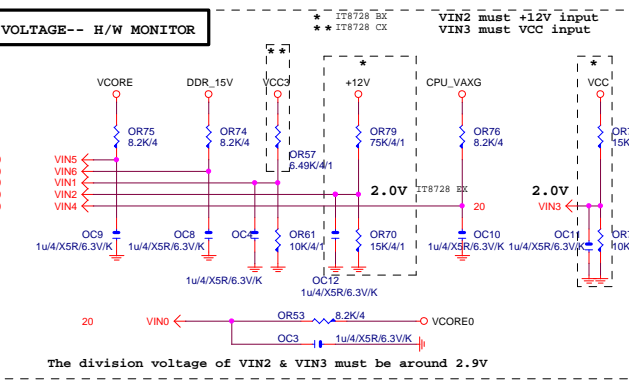 VOLTAGE-- H/W MONITOR
* IT8728 BX
** IT8728 CX
VIN2 must +12V input
VIN3 must VCC input
**
*
*
VCORE
DDR_15V
VCC3
+12V
CPU_VAXG
VCC
OR75
8.2K/4
OR74
8.2K/4
OR57
6.49K/4/1
OR79
75K/4/1
OR76
8.2K/4
15K
VIN5
VIN6
VIN1
VIN2
VIN4
2.0V
IT8728 EX
20
2.0V
VIN3
OC9
1u/4/X5R/6.3V/K
OC8
1u/4/X5R/6.3V/K
OC4
1u/4/X5R/6.3V/K
OR61
10K/4/1
OC12
1u/4/X5R/6.3V/K
OR70
15K/4/1
OC10
1u/4/X5R/6.3V/K
OC11
1u/4/X5R/6.3V/K
10K
20
VIN0
OR53
8.2K/4
VCORE0
OC3
1u/4/X5R/6.3V/K
The division voltage of VIN2 & VIN3 must be around 2.9V